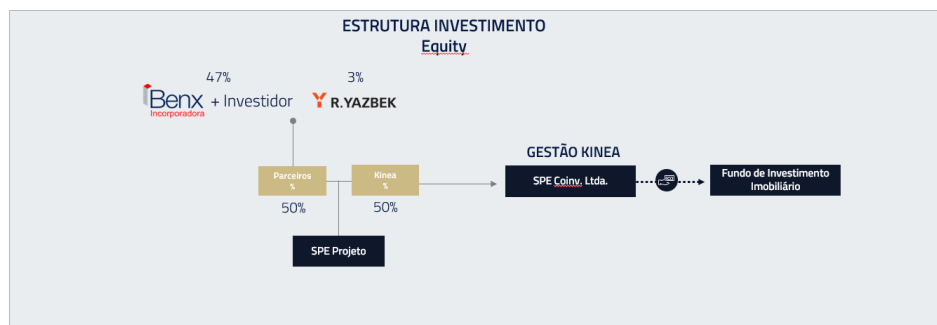 ESTRUTURA INVESTIMENTO
Equity
47%
3%
Benx + Investidor
Incorporadora
R.YAZBEK
GESTÃO KINEA
Parceiros
%
Kinea
%
SPE Coinv. Ltda.
Fundo de Investimento
Imobiliário
50%
50%
SPE Projeto